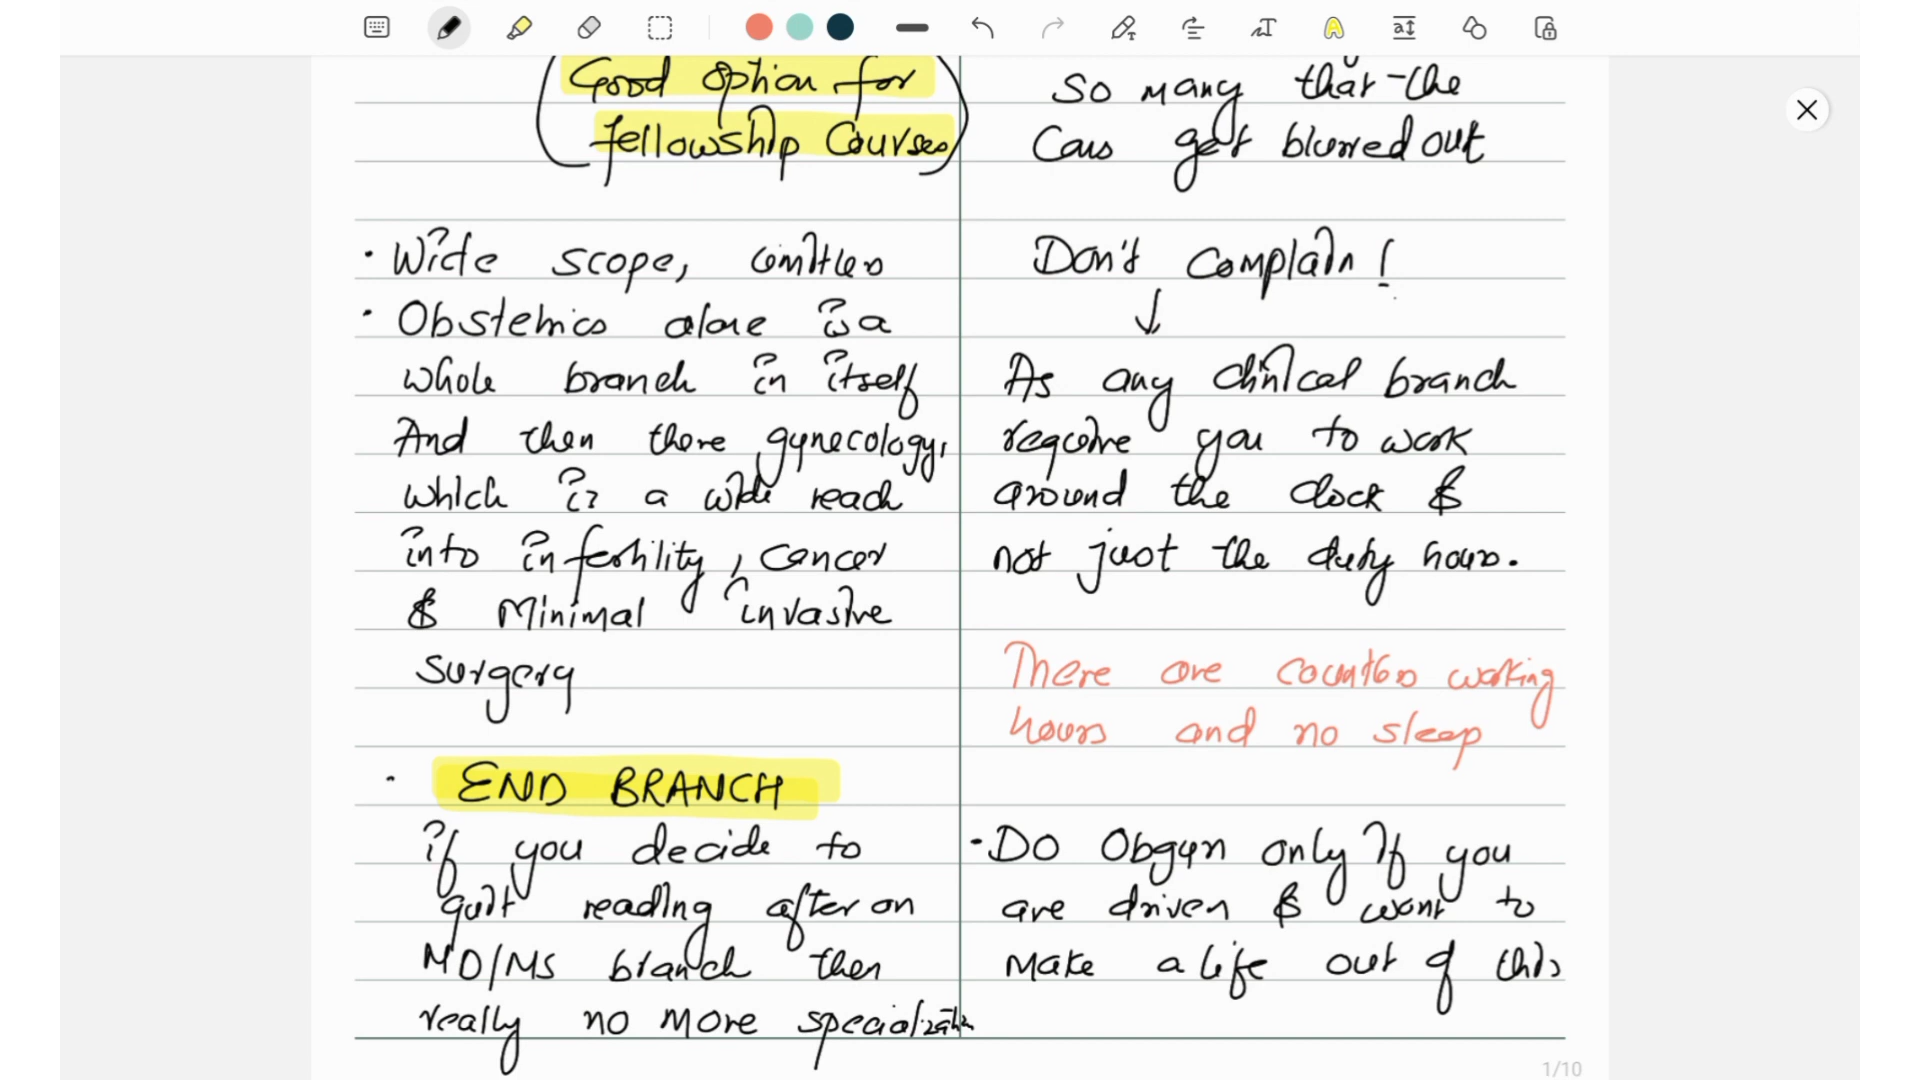 Good option for
fellowship Courses
• Wide scope, limitless
• Obstetrics alone is a
whole branch in itself
And then there gynecology,
which is a wide reach
into infertility, cancer
& Minimal invasive
surgery
• END BRANCH
if you decide to
quit reading after on
MD/MS branch then
really no more specialization
so many that the
Cons get blurred out
Don't Complain!
↓
As any clinical branch
require you to work
around the clock &
not just the duty hours.
There are countless working
hours and no sleep
• Do Obgyn only if you
are driven & want to
make a life out of this
1/10